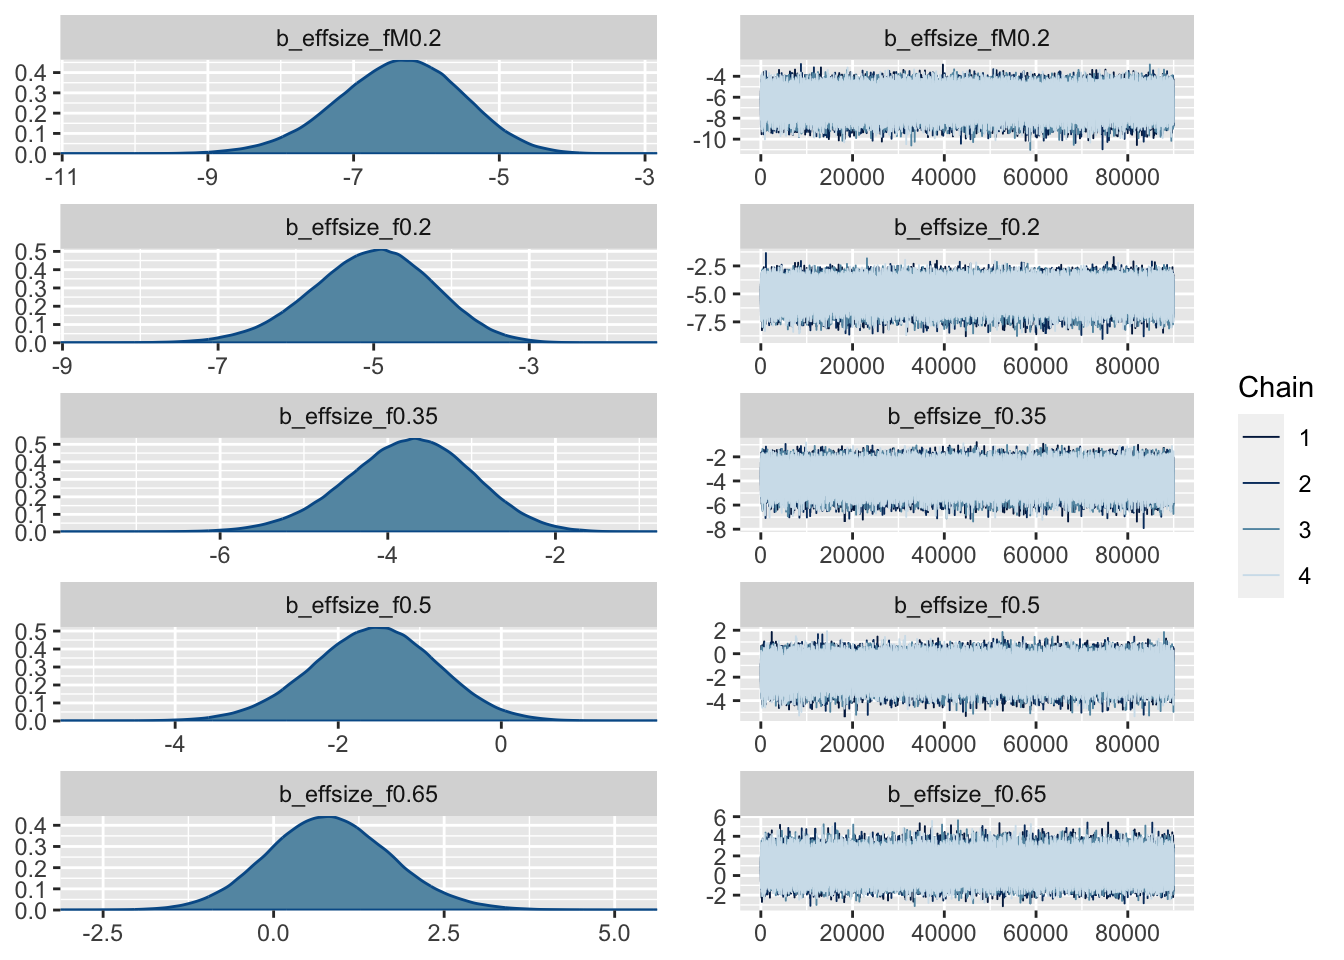 b_effsize_fM0.2
0.4
0.3
0.2
0.1
0.0
-11 -9 -7 -5 -3
b_effsize_fM0.2
-4
-6
-8
-10
0 20000 40000 60000 80000
b_effsize_f0.2
0.5
0.4
0.3
0.2
0.1
0.0
-9 -7 -5 -3
b_effsize_f0.2
-2.5
-5.0
-7.5
0 20000 40000 60000 80000
b_effsize_f0.35
0.5
0.4
0.3
0.2
0.1
0.0
-6 -4 -2
b_effsize_f0.35
-2
-4
-6
-8
0 20000 40000 60000 80000
b_effsize_f0.5
0.5
0.4
0.3
0.2
0.1
0.0
-4 -2 0
b_effsize_f0.5
2
0
-2
-4
0 20000 40000 60000 80000
b_effsize_f0.65
0.4
0.3
0.2
0.1
0.0
-2.5 0.0 2.5 5.0
b_effsize_f0.65
6
4
2
0
-2
0 20000 40000 60000 80000
Chain
1
2
3
4